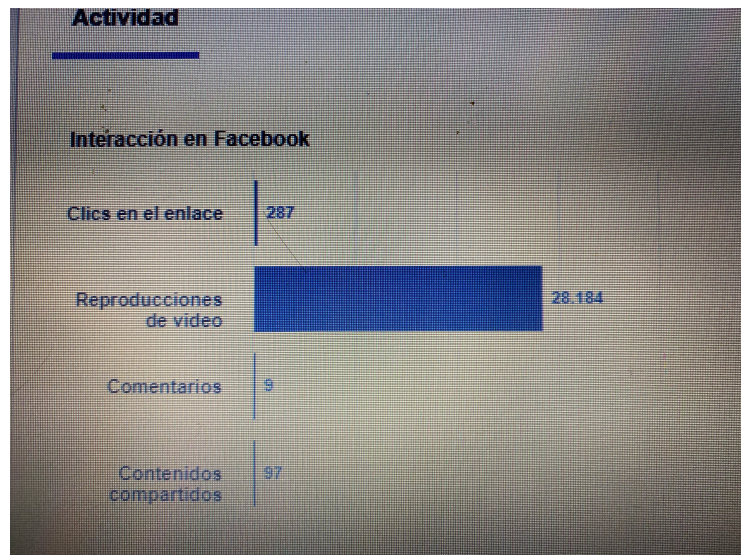 Actividad
Interacción en Facebook
Clics en el enlace
287
Reproducciones
de video
28.184
Comentarios
9
Contenidos
compartidos
97